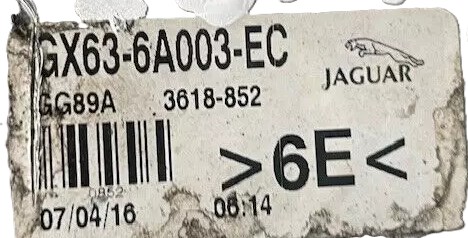 GX63-6A003-EC
JAGUAR
GG89A 3618-852
0852
>6E<
07/04/16 06:14